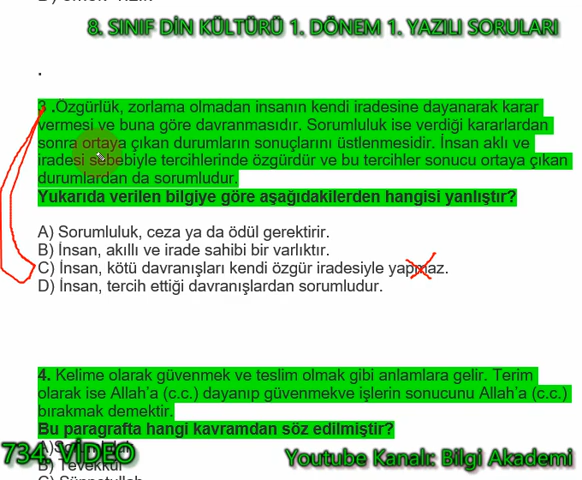 8. SINIF DİN KÜLTÜRÜ 1. DÖNEM 1. YAZILI SORULARI
.
3 .Özgürlük, zorlama olmadan insanın kendi iradesine dayanarak karar
vermesi ve buna göre davranmasıdır. Sorumluluk ise verdiği kararlardan
sonra ortaya çıkan durumların sonuçlarını üstlenmesidir. İnsan aklı ve
iradesi sebebiyle tercihlerinde özgürdür ve bu tercihler sonucu ortaya çıkan
durumlardan da sorumludur.
Yukarıda verilen bilgiye göre aşağıdakilerden hangisi yanlıştır?
A) Sorumluluk, ceza ya da ödül gerektirir.
B) İnsan, akıllı ve irade sahibi bir varlıktır.
C) İnsan, kötü davranışları kendi özgür iradesiyle yapmaz.
D) İnsan, tercih ettiği davranışlardan sorumludur.
4. Kelime olarak güvenmek ve teslim olmak gibi anlamlara gelir. Terim
olarak ise Allah’a (c.c.) dayanıp güvenmekve işlerin sonucunu Allah’a (c.c.)
bırakmak demektir.
Bu paragrafta hangi kavramdan söz edilmiştir?
734. VİDEO
B) Tevekkül
Youtube Kanalı: Bilgi Akademi